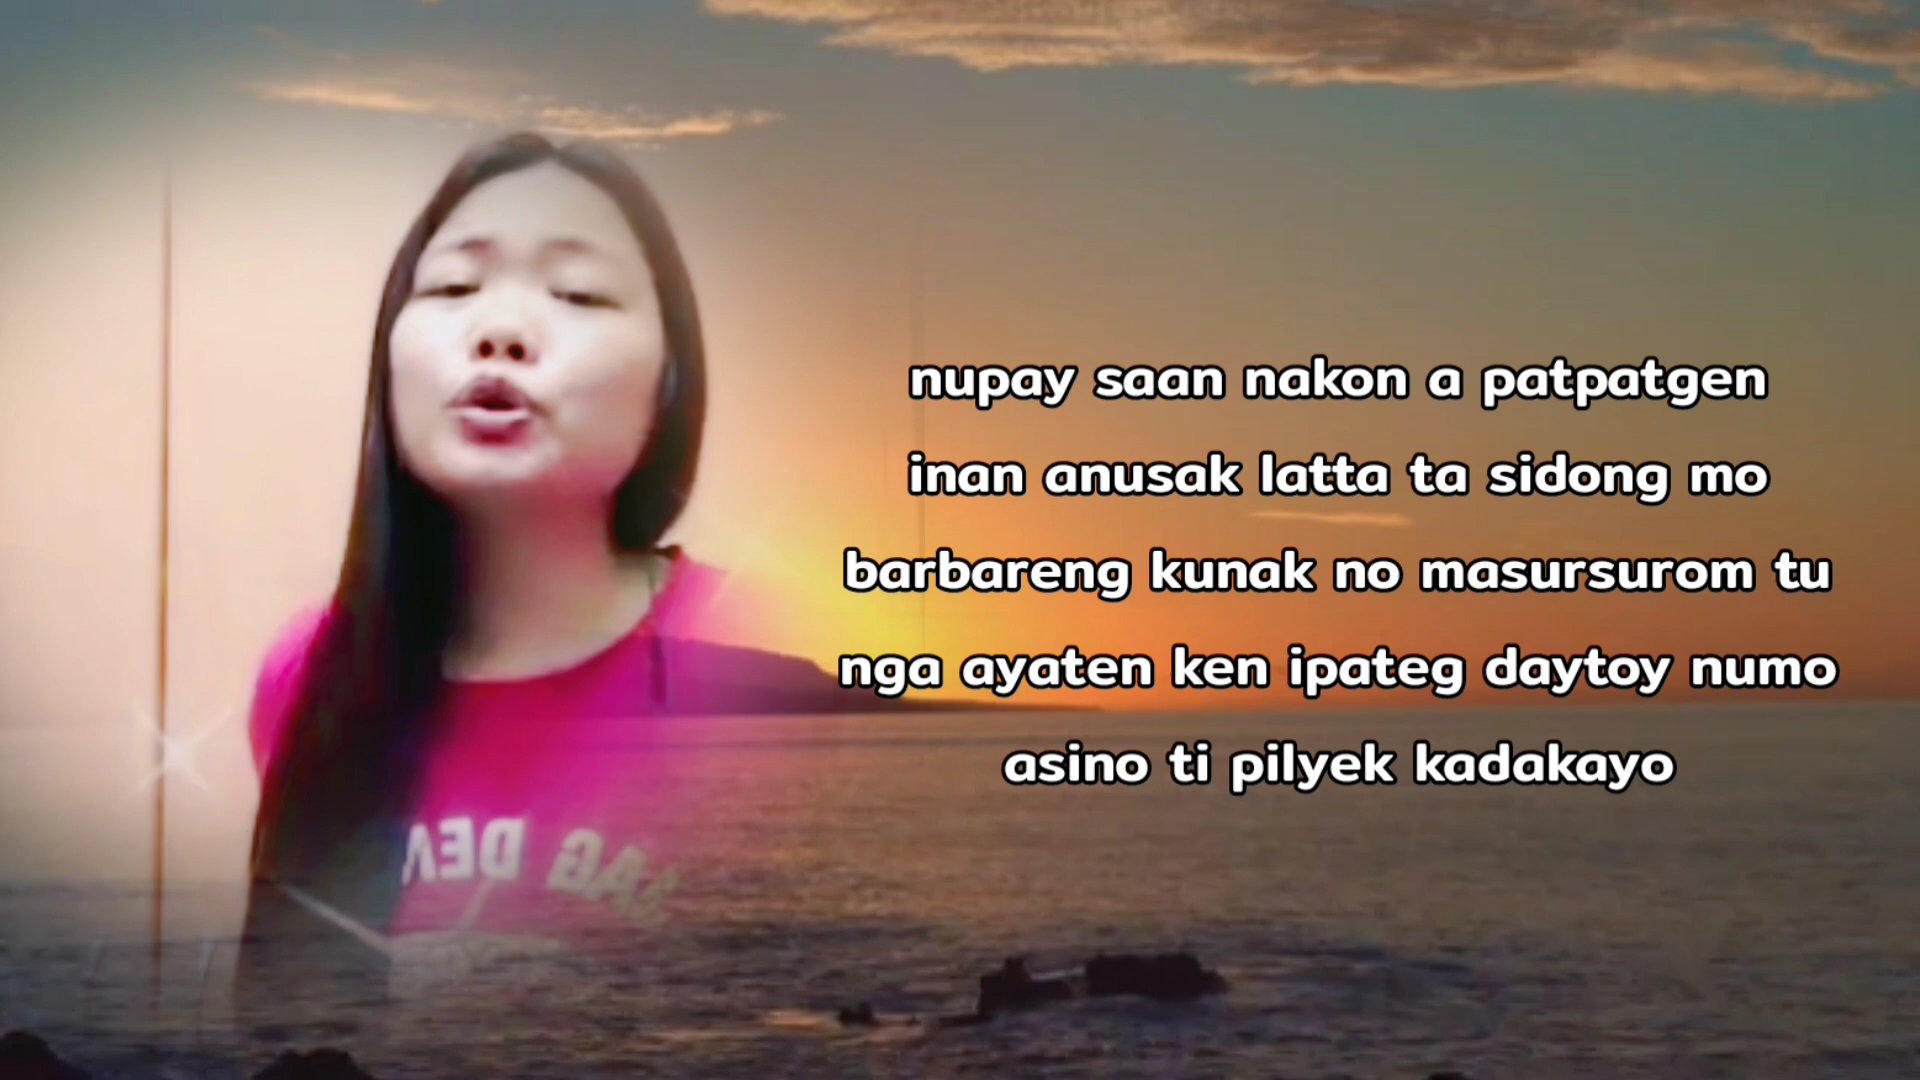 nupay saan nakon a patpatgen
inan anusak latta ta sidong mo
barbareng kunak no masursurom tu
nga ayaten ken ipateg daytoy numo
asino ti pilyek kadakayo